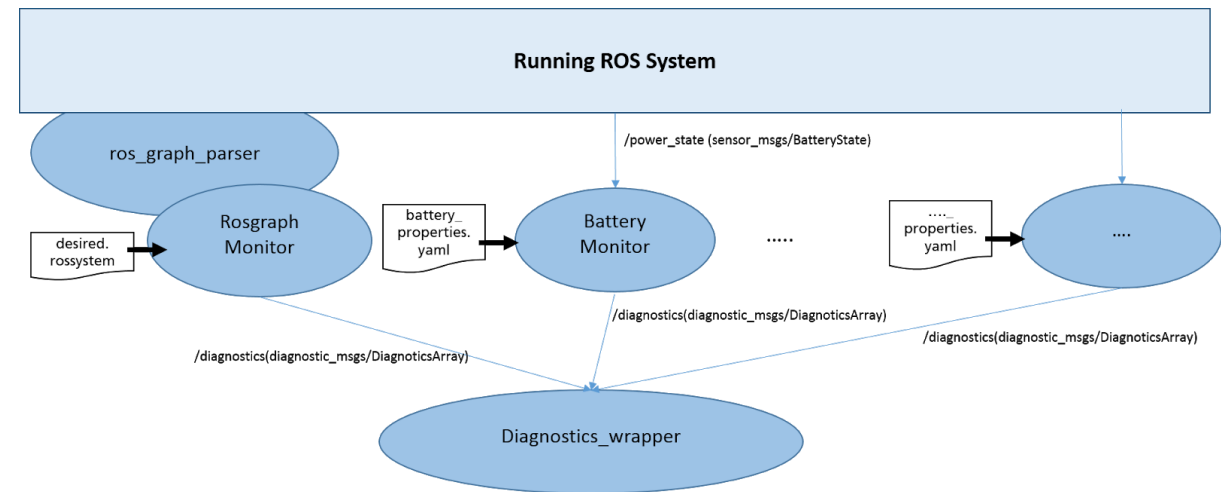 Running ROS System
ros_graph_parser
/power_state (sensor_msgs/BatteryState)
Rosgraph
Monitor
desired.
rossystem
battery_
properties.
yaml
Battery
Monitor
.....
...._
properties.
yaml
....
/diagnostics(diagnostic_msgs/DiagnoticsArray)
/diagnostics(diagnostic_msgs/DiagnoticsArray)
/diagnostics(diagnostic_msgs/DiagnoticsArray)
Diagnostics_wrapper